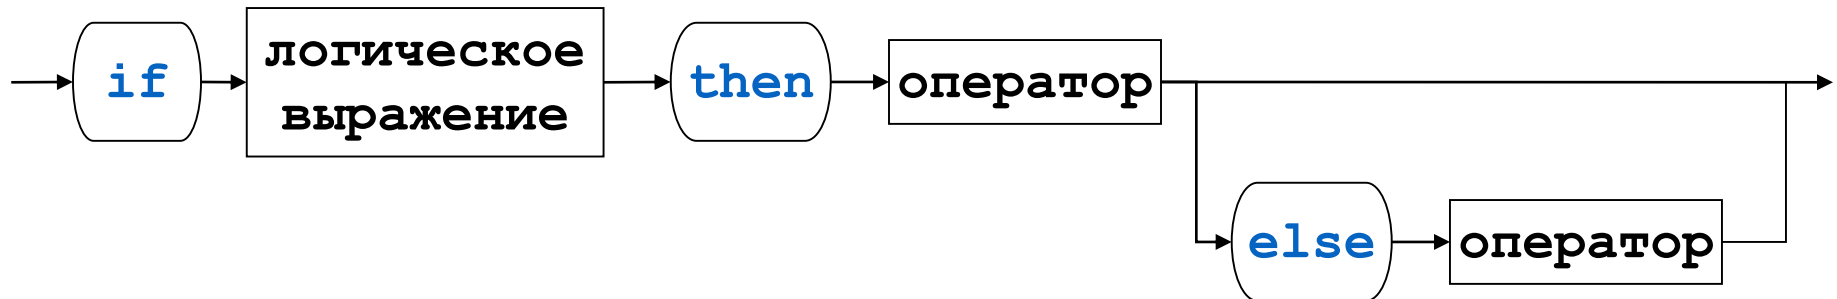 if
логическое
выражение
then
оператор
else
оператор